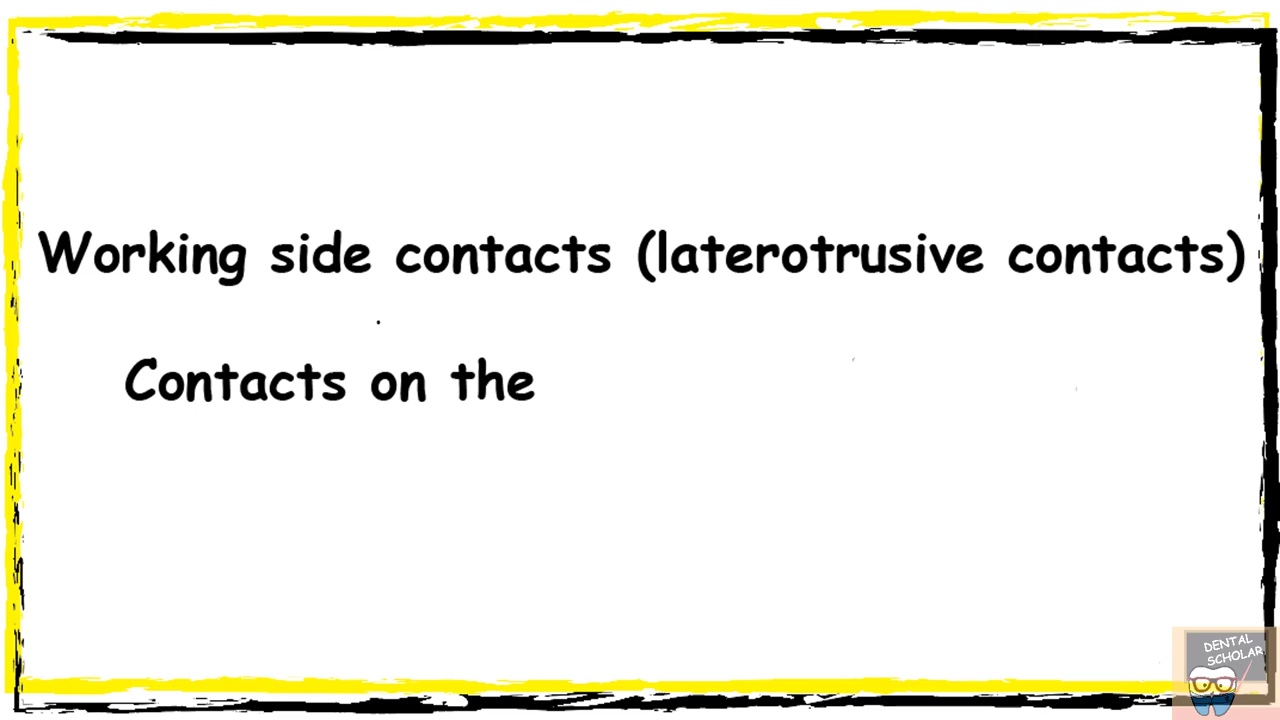 Working side contacts (laterotrusive contacts)
Contacts on the
DENTAL
SCHOLAR